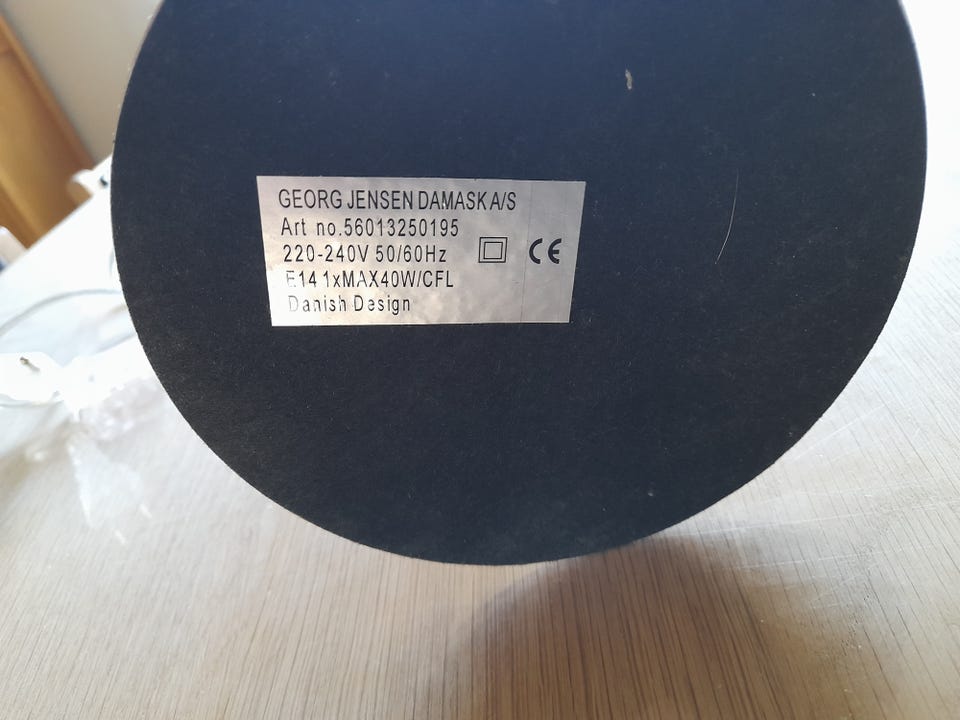 GEORG JENSEN DAMASK A/S
Art no.56013250195
220-240V 50/60Hz
CE
E14 1xMAX40W/CFL
Danish Design